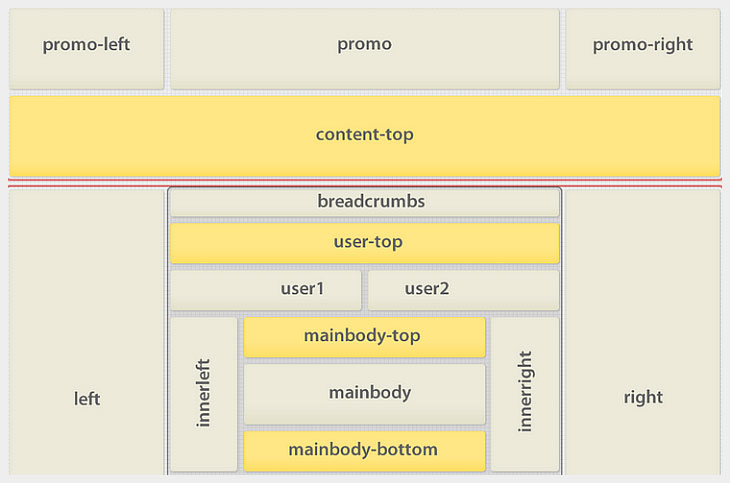 promo-left
promo
promo-right
content-top
breadcrumbs
user-top
user1
user2
left
innerleft
mainbody-top
mainbody
mainbody-bottom
innerright
right